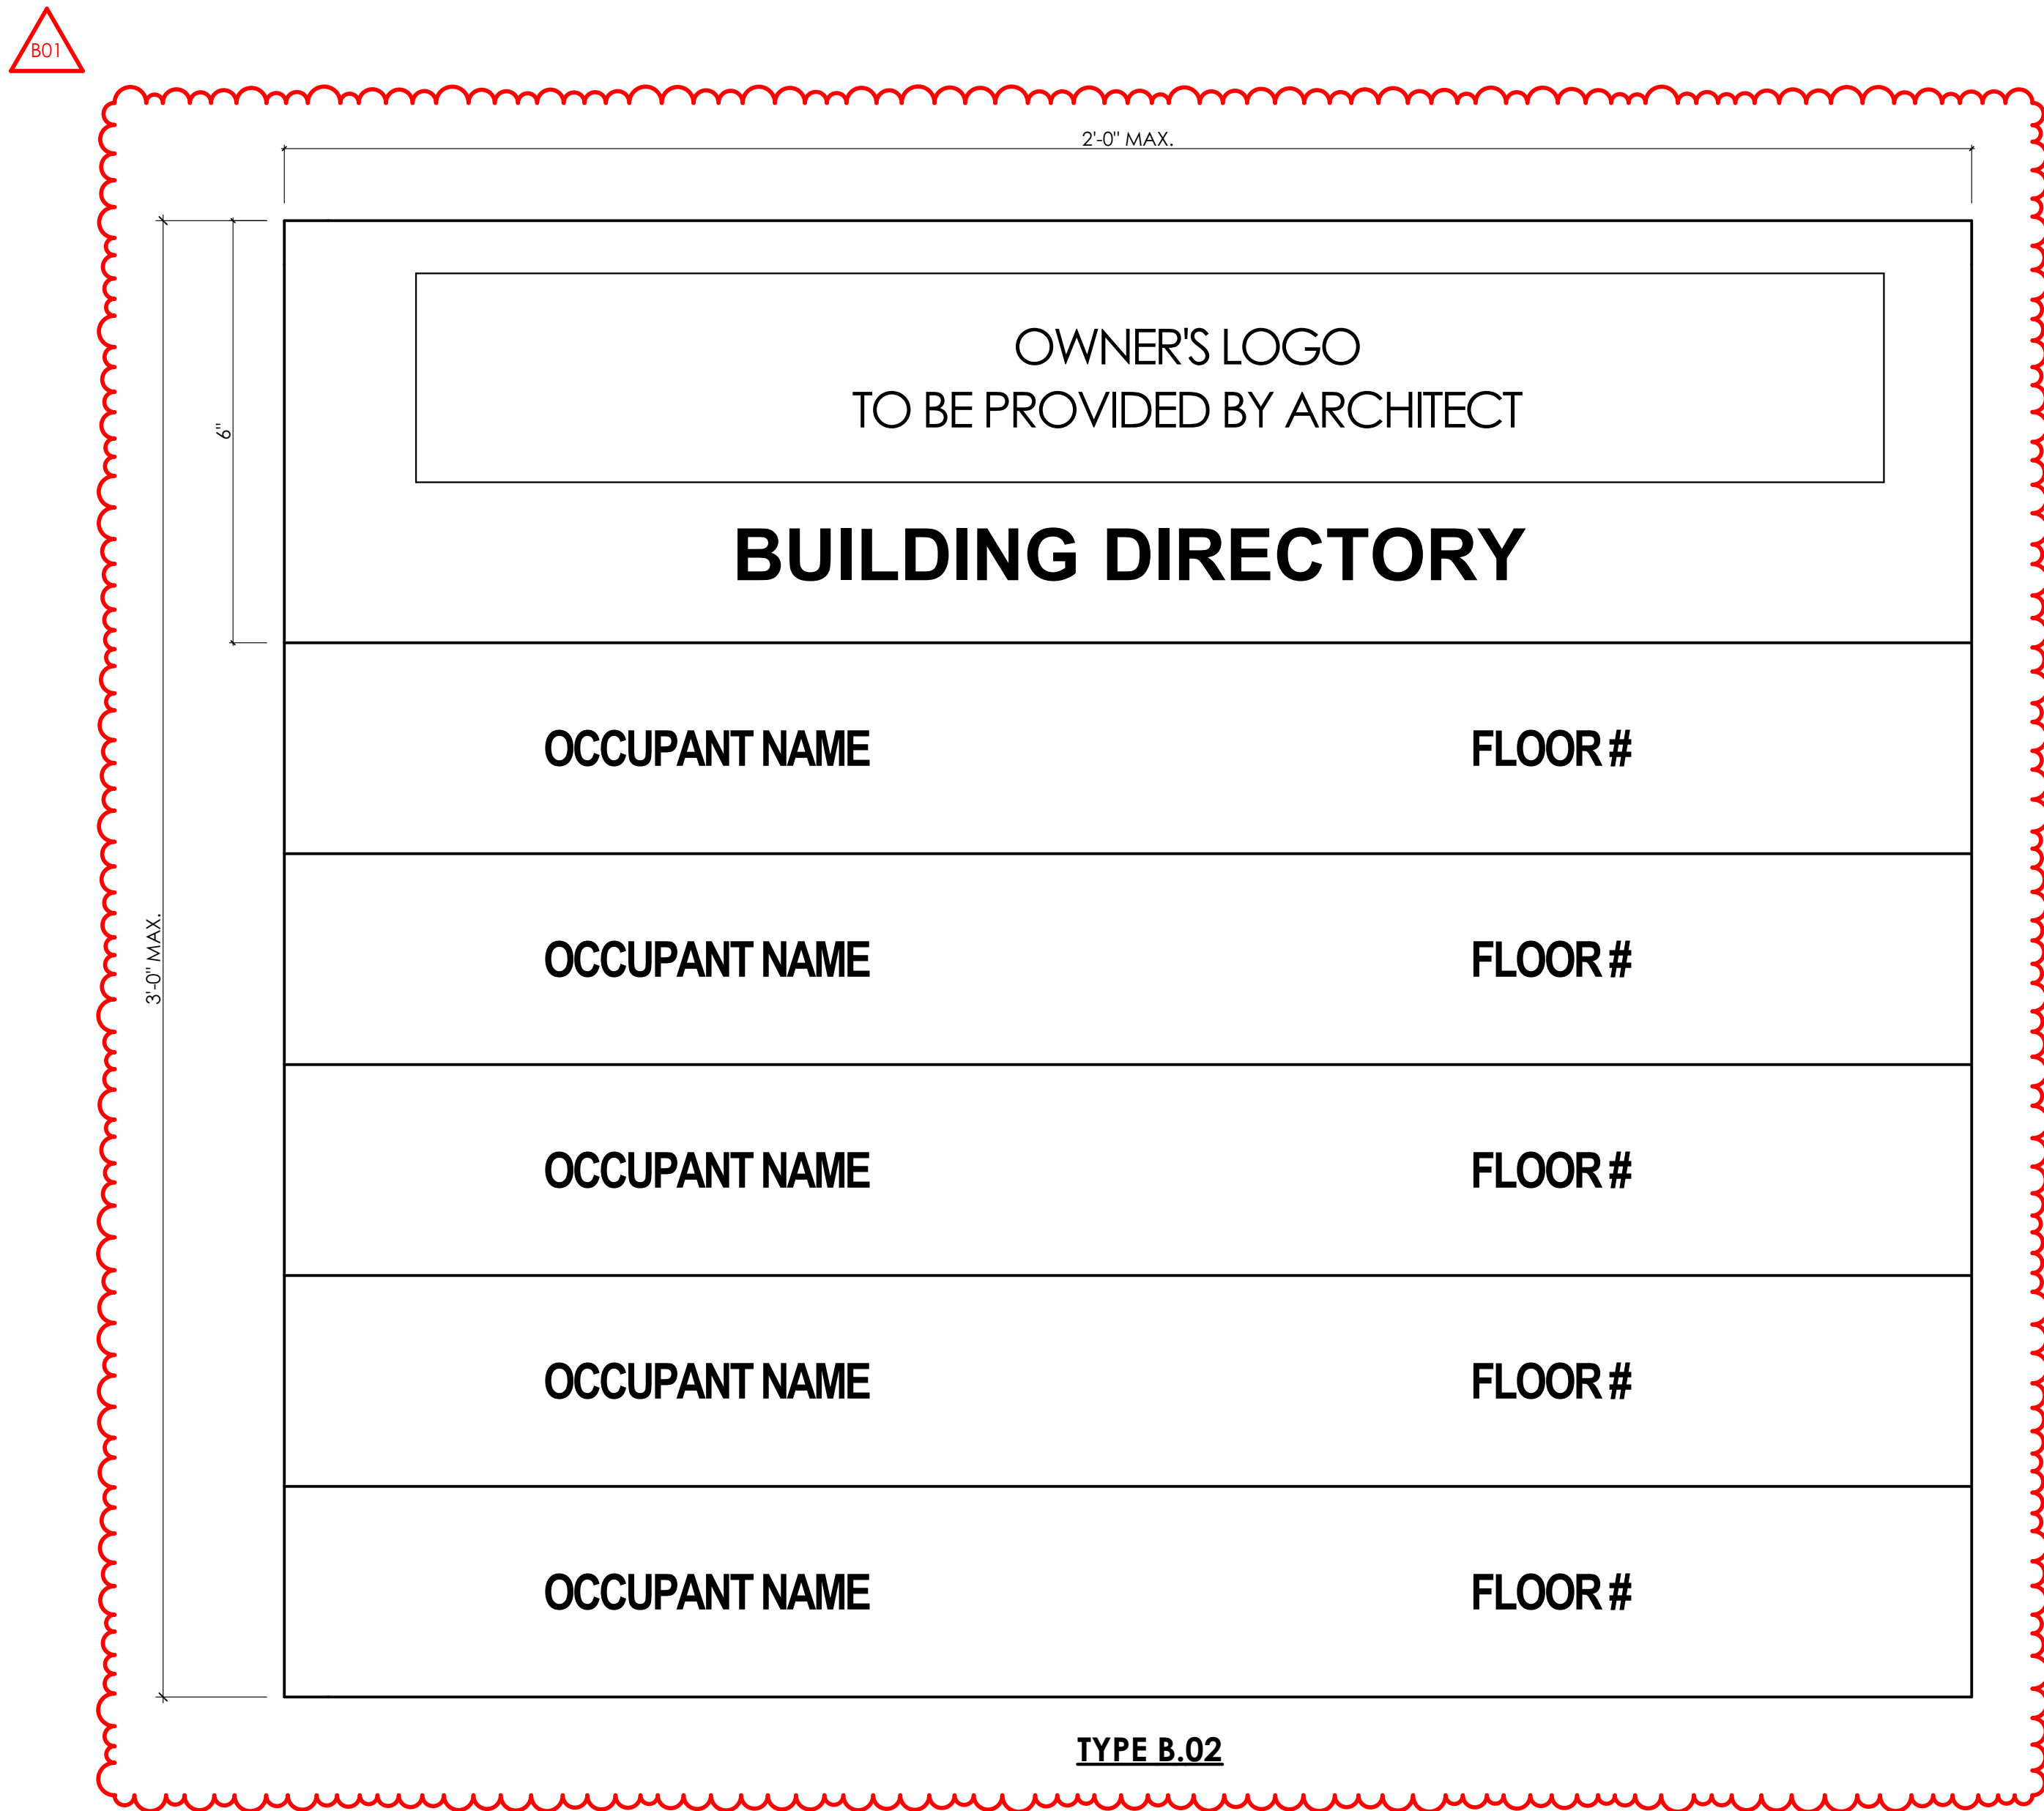 B01
2'-0" MAX.
6"
3'-0" MAX.
OWNER'S LOGO
TO BE PROVIDED BY ARCHITECT
BUILDING DIRECTORY
OCCUPANT NAME FLOOR #
OCCUPANT NAME FLOOR #
OCCUPANT NAME FLOOR #
OCCUPANT NAME FLOOR #
OCCUPANT NAME FLOOR #
TYPE B.02